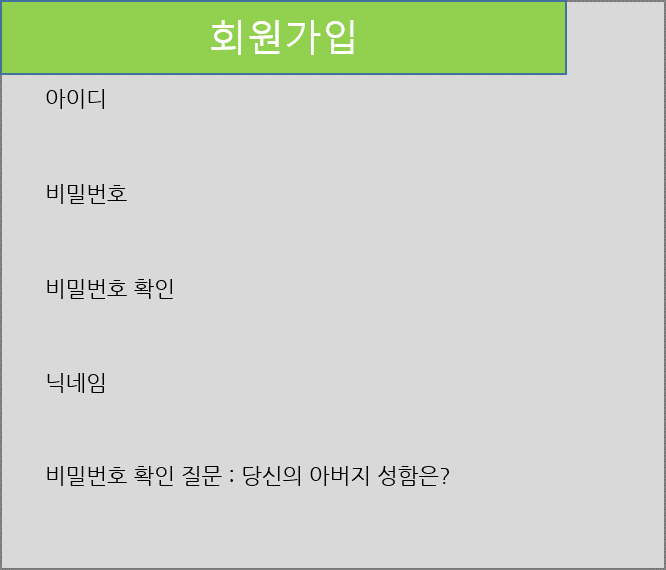 회원가입
아이디
비밀번호
비밀번호 확인
닉네임
비밀번호 확인 질문 : 당신의 아버지 성함은?